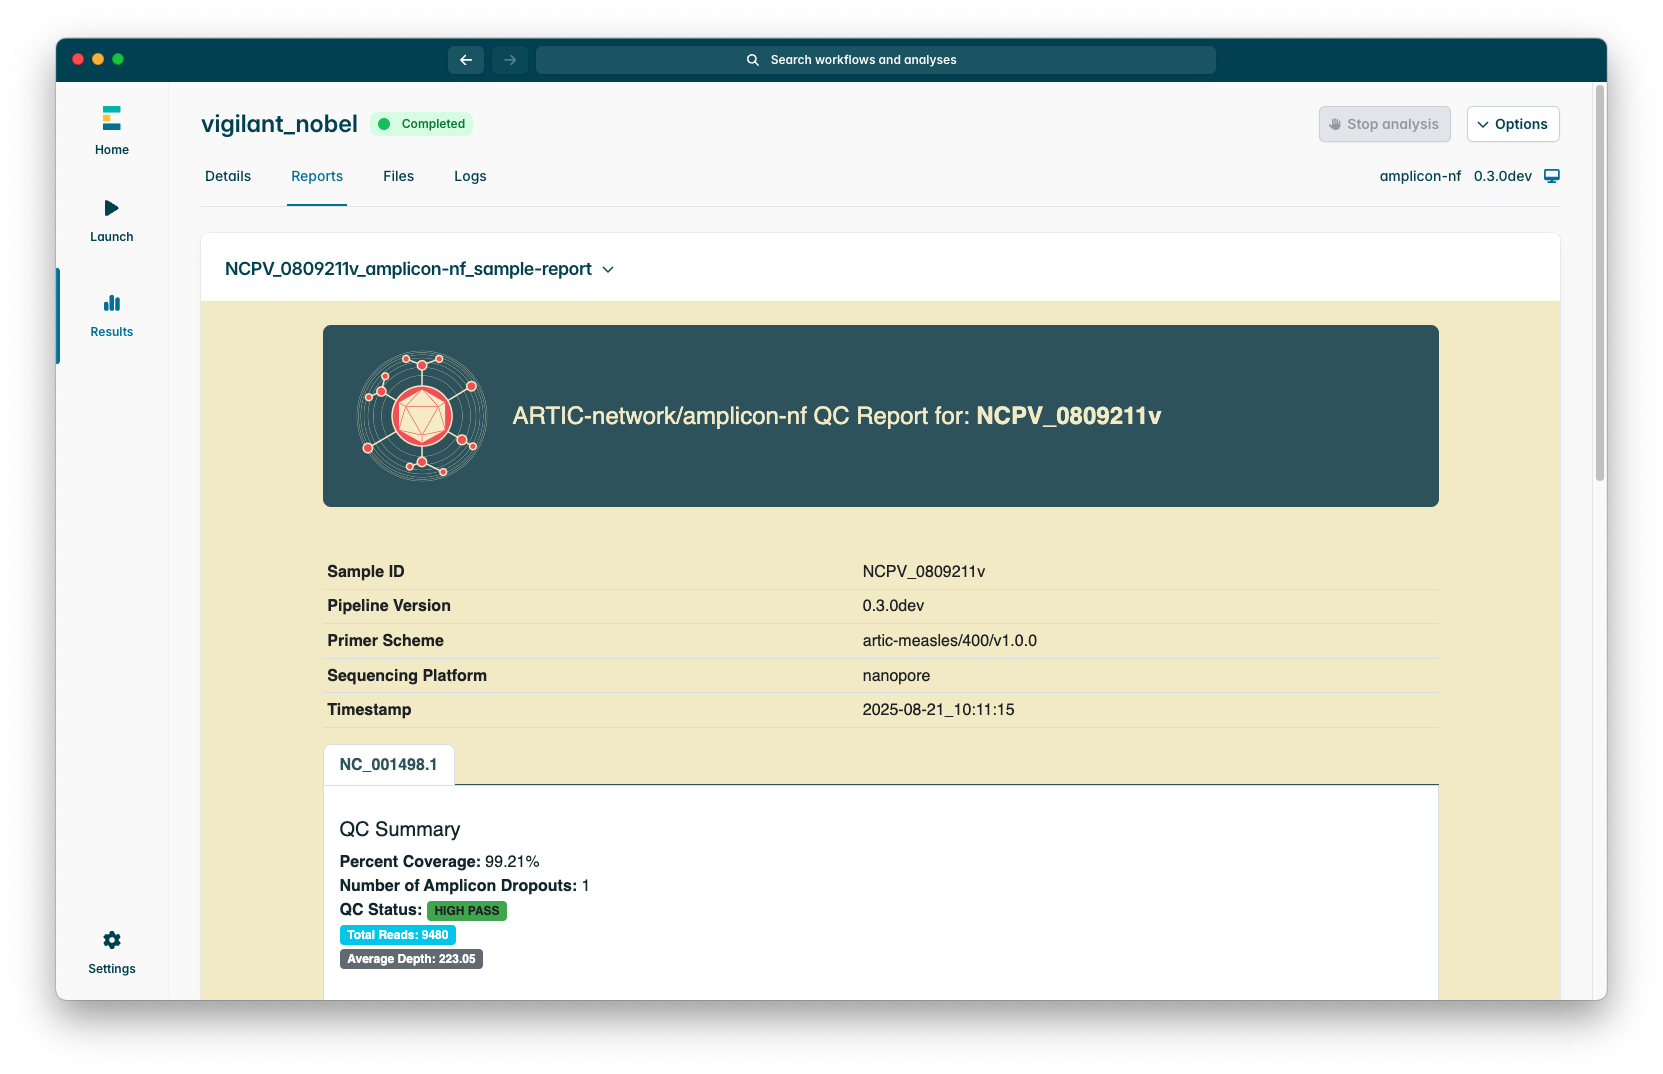 Search workflows and analyses
Home
Launch
Results
Settings
vigilant_nobel
Completed
Stop analysis
Options
Details
Reports
Files
Logs
amplicon-nf 0.3.0dev
NCPV_0809211v_amplicon-nf_sample-report
ARTIC-network/amplicon-nf QC Report for: NCPV_0809211v
Sample ID NCPV_0809211v
Pipeline Version 0.3.0dev
Primer Scheme artic-measles/400/v1.0.0
Sequencing Platform nanopore
Timestamp 2025-08-21_10:11:15
NC_001498.1
QC Summary
Percent Coverage: 99.21%
Number of Amplicon Dropouts: 1
QC Status: HIGH PASS
Total Reads: 9480
Average Depth: 223.05